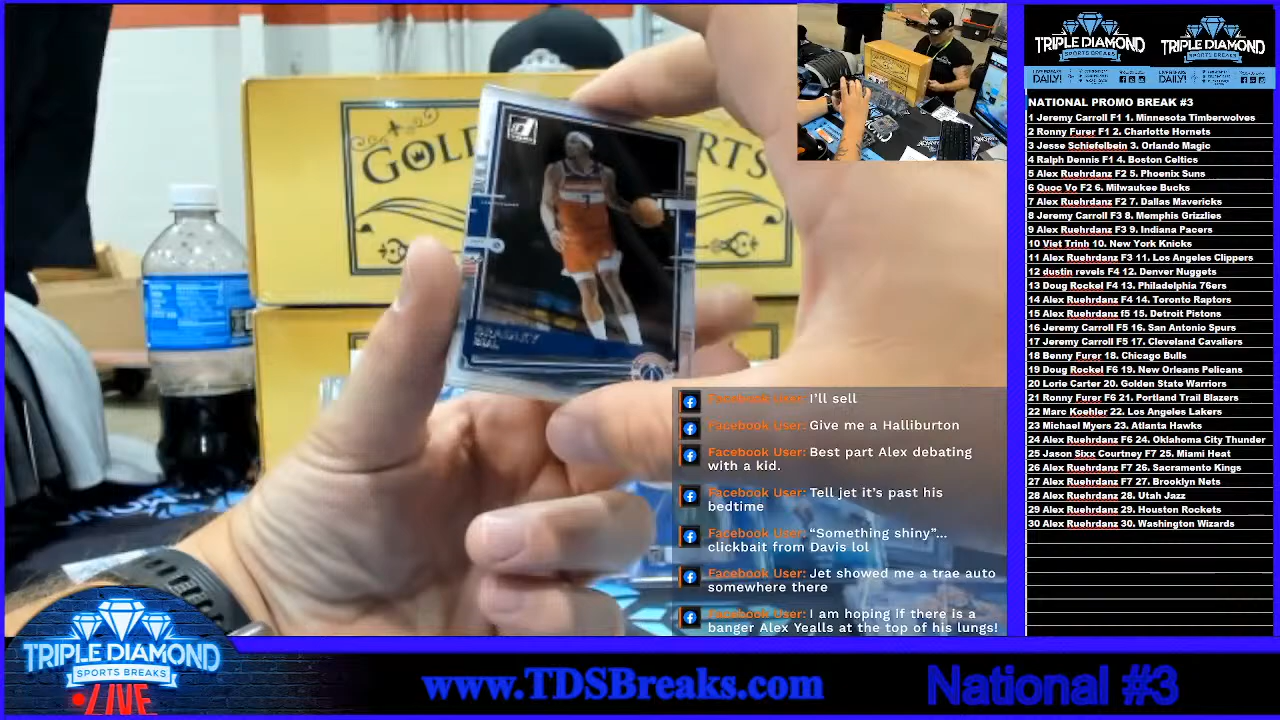 GOLD
RTS
BRADLEY
BEAL
TRIPLE DIAMOND
SPORTS BREAKS
TRIPLE DIAMOND
SPORTS BREAKS
LIVE BREAKS
DAILY!
LIVE BREAKS
DAILY!
NATIONAL PROMO BREAK #3
1 Jeremy Carroll F1 1. Minnesota Timberwolves
2 Ronny Furer F1 2. Charlotte Hornets
3 Jesse Schiefelbein 3. Orlando Magic
4 Ralph Dennis F1 4. Boston Celtics
5 Alex Ruehrdanz F2 5. Phoenix Suns
6 Quoc Vo F2 6. Milwaukee Bucks
7 Alex Ruehrdanz F2 7. Dallas Mavericks
8 Jeremy Carroll F3 8. Memphis Grizzlies
9 Alex Ruehrdanz F3 9. Indiana Pacers
10 Viet Trinh 10. New York Knicks
11 Alex Ruehrdanz F3 11. Los Angeles Clippers
12 dustin revels F4 12. Denver Nuggets
13 Doug Rockel F4 13. Philadelphia 76ers
14 Alex Ruehrdanz F4 14. Toronto Raptors
15 Alex Ruehrdanz f5 15. Detroit Pistons
16 Jeremy Carroll F5 16. San Antonio Spurs
17 Jeremy Carroll F5 17. Cleveland Cavaliers
18 Benny Furer 18. Chicago Bulls
19 Doug Rockel F6 19. New Orleans Pelicans
20 Lorie Carter 20. Golden State Warriors
21 Ronny Furer F6 21. Portland Trail Blazers
22 Marc Koehler 22. Los Angeles Lakers
23 Michael Myers 23. Atlanta Hawks
24 Alex Ruehrdanz F6 24. Oklahoma City Thunder
25 Jason Sixx Courtney F7 25. Miami Heat
26 Alex Ruehrdanz F7 26. Sacramento Kings
27 Alex Ruehrdanz F7 27. Brooklyn Nets
28 Alex Ruehrdanz 28. Utah Jazz
29 Alex Ruehrdanz 29. Houston Rockets
30 Alex Ruehrdanz 30. Washington Wizards
Facebook User: I'll sell
Facebook User: Give me a Halliburton
Facebook User: Best part Alex debating
with a kid.
Facebook User: Tell jet it's past his
bedtime
Facebook User: “Something shiny”...
clickbait from Davis lol
Facebook User: Jet showed me a trae auto
somewhere there
Facebook User: I am hoping if there is a
banger Alex Yealls at the top of his lungs!
TRIPLE DIAMOND
SPORTS BREAKS
LIVE
www.TDSBreaks.com
National #3